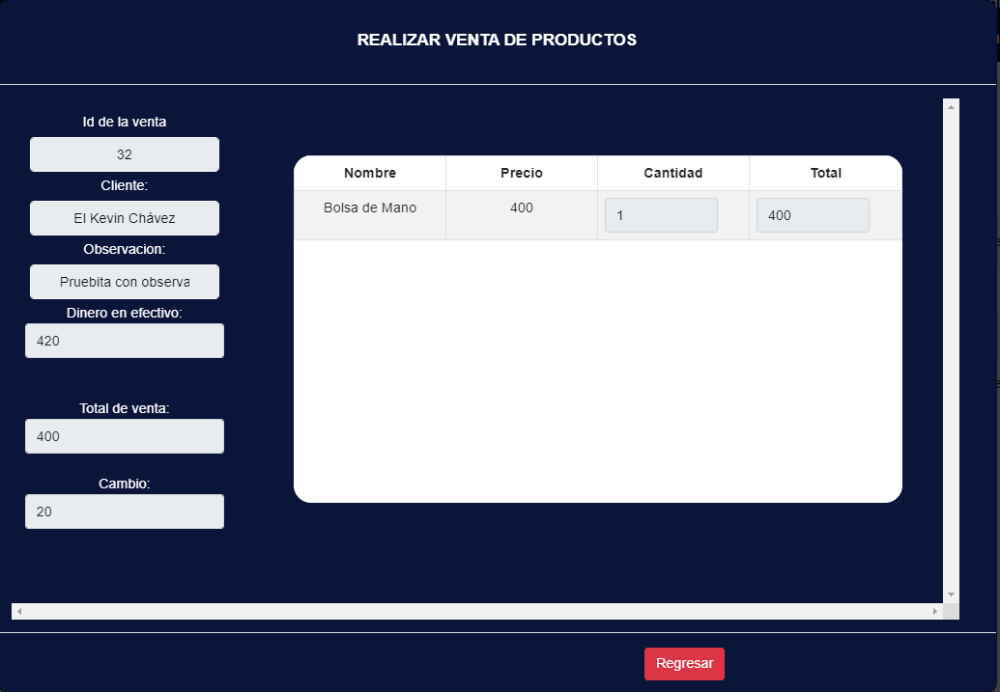 REALIZAR VENTA DE PRODUCTOS
Id de la venta
32
Cliente:
El Kevin Chávez
Observacion:
Pruebita con observa
Dinero en efectivo:
420
Total de venta:
400
Cambio:
20
Nombre Precio Cantidad Total
Bolsa de Mano 400 1 400
Regresar